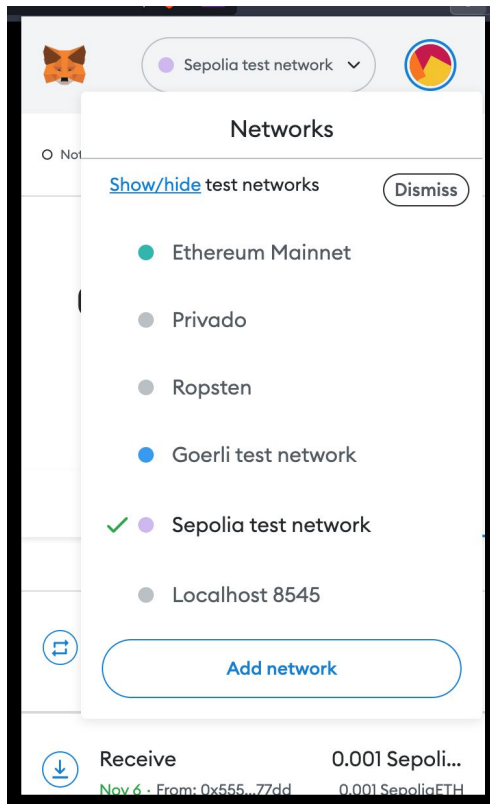 Sepolia test network
Networks
Show/hide test networks
Dismiss
Ethereum Mainnet
Privado
Ropsten
Goerli test network
Sepolia test network
Localhost 8545
Add network
Receive
0.001 Sepoli...
Nov 6 · From: 0x555...77dd
0.001 SepoliaETH